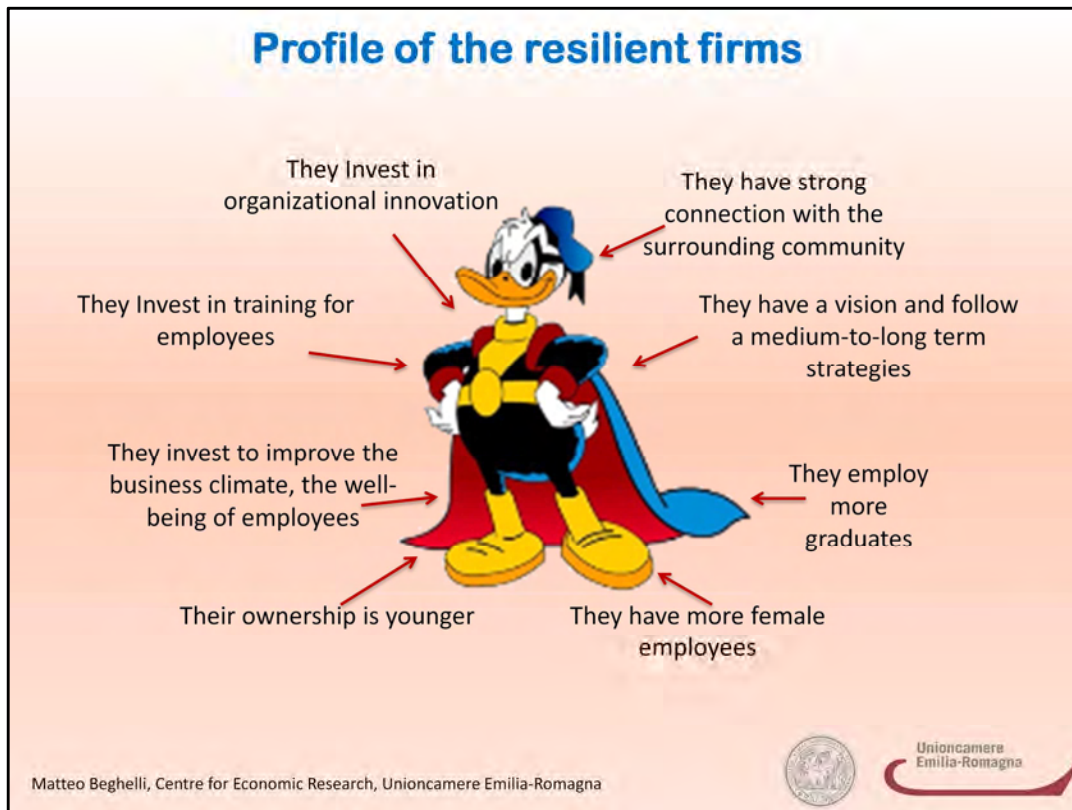 Profile of the resilient firms
They Invest in
organizational innovation
They have strong
connection with the
surrounding community
They Invest in training for
employees
They have a vision and follow
a medium-to-long term
strategies
They invest to improve the
business climate, the well-
being of employees
They employ
more
graduates
Their ownership is younger
They have more female
employees
Matteo Beghelli, Centre for Economic Research, Unioncamere Emilia-Romagna
Unioncamere
Emilia-Romagna